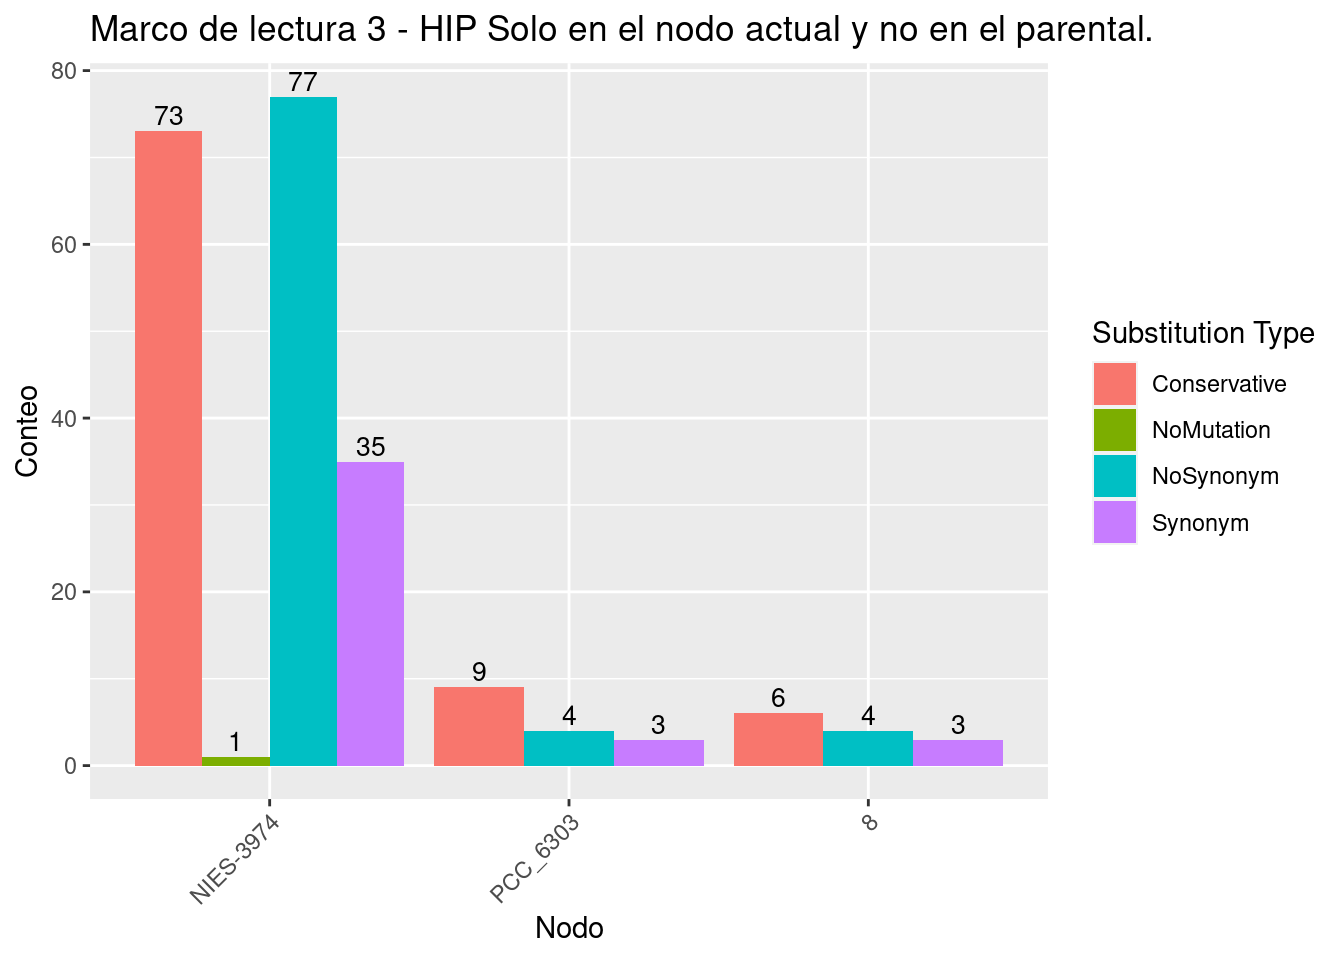 Marco de lectura 3 - HIP Solo en el nodo actual y no en el parental.
80
60
40
20
0
Conteo
73
1
77
35
9
4
3
6
4
3
NIES-3974
PCC_6303
8
Nodo
Substitution Type
Conservative
NoMutation
NoSynonym
Synonym